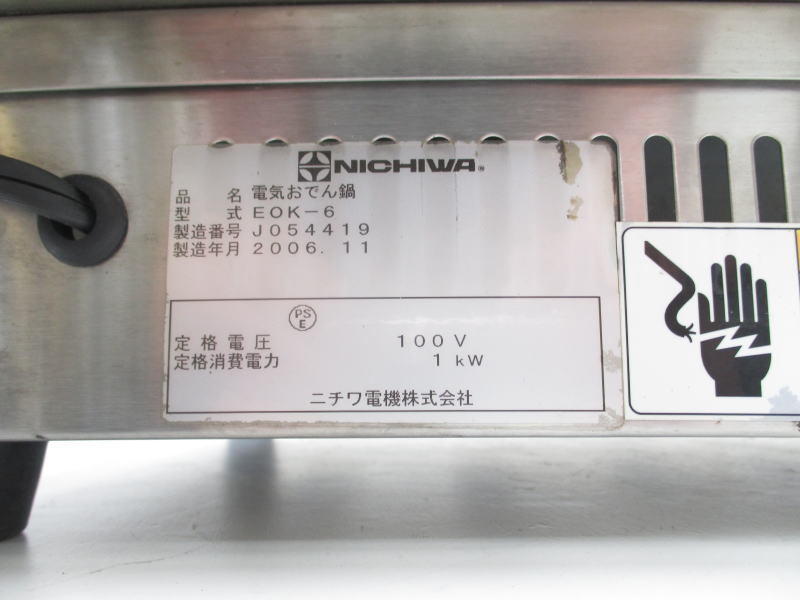 NICHIWA®
品名 電気おでん鍋
型式 EOK-6
製造番号 J054419
製造年月 2006.11
PSE
定格電圧 100V
定格消費電力 1kW
ニチワ電機株式会社